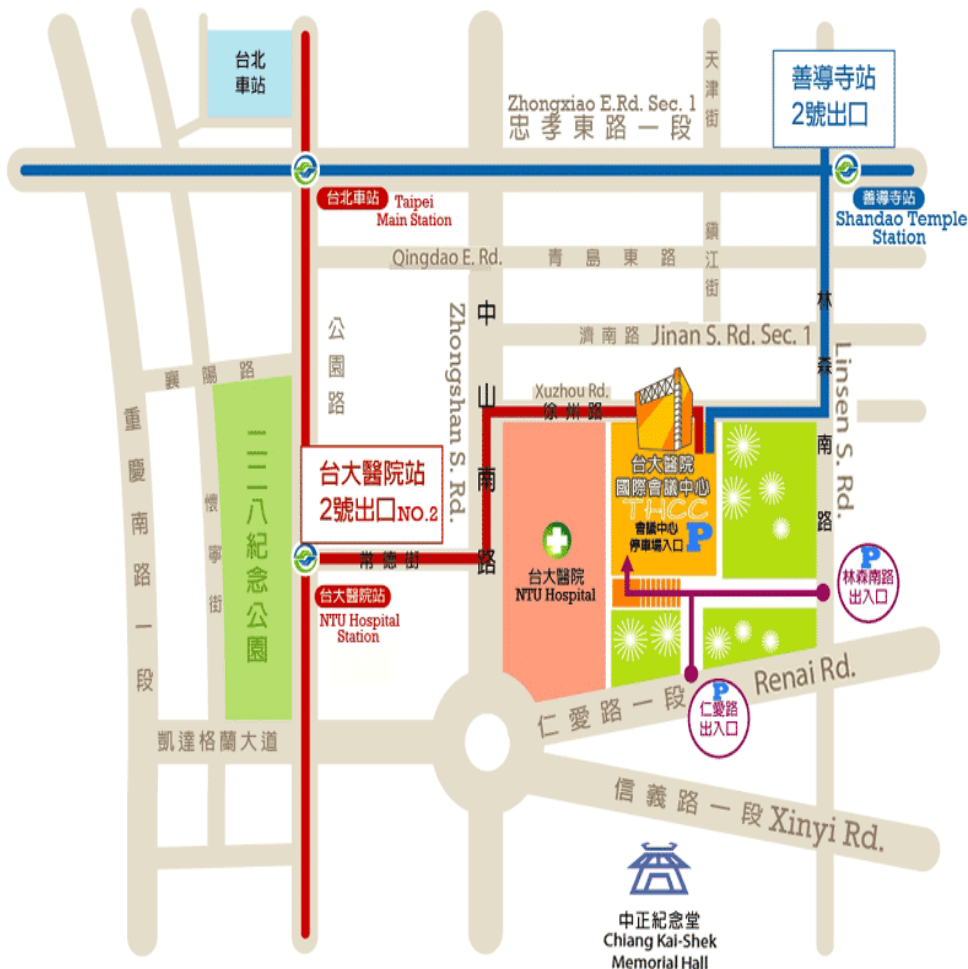 台北
車站
天津街
善導寺站
2號出口
Zhongxiao E.Rd. Sec. 1
忠孝東路一段
台北車站
Taipei
Main Station
善導寺站
Shandao Temple
Station
Qingdao E. Rd.
青島東路
鎮江街
中山南路
Zhongshan S. Rd.
公園路
濟南路
Jinan S. Rd. Sec. 1
林森南路
Linsen S. Rd.
襄陽路
Xuzhou Rd.
徐州路
重慶南路一段
二二八紀念公園
懷寧街
台大醫院站
2號出口NO.2
常德街
台大醫院站
NTU Hospital
Station
台大醫院
國際會議中心
THCC
會議中心
停車場入口
P
台大醫院
NTU Hospital
P
林森南路
出入口
P
仁愛路
出入口
仁愛路一段
Renai Rd.
凱達格蘭大道
信義路一段
Xinyi Rd.
中正紀念堂
Chiang Kai-Shek
Memorial Hall